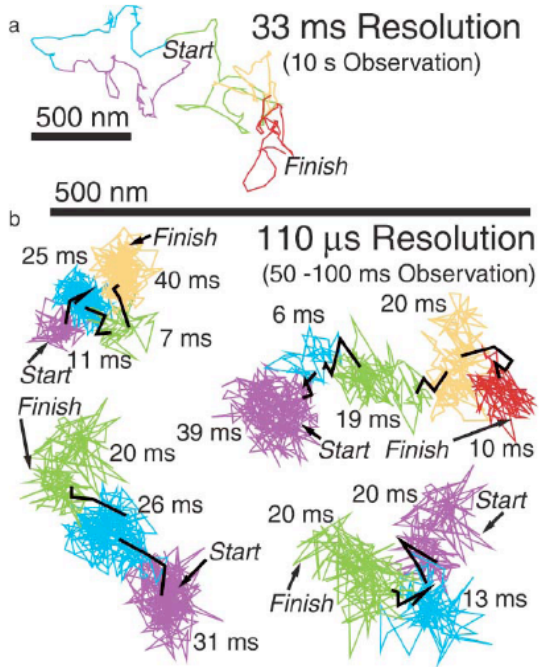 a
33 ms Resolution
Start
(10 s Observation)
500 nm
Finish
500 nm
b
110 µs Resolution
(50 -100 ms Observation)
25 ms
Finish
40 ms
7 ms
11 ms
Start
6 ms
20 ms
39 ms
Start
19 ms
Finish
10 ms
Finish
20 ms
26 ms
Start
31 ms
20 ms
Start
20 ms
Finish
13 ms